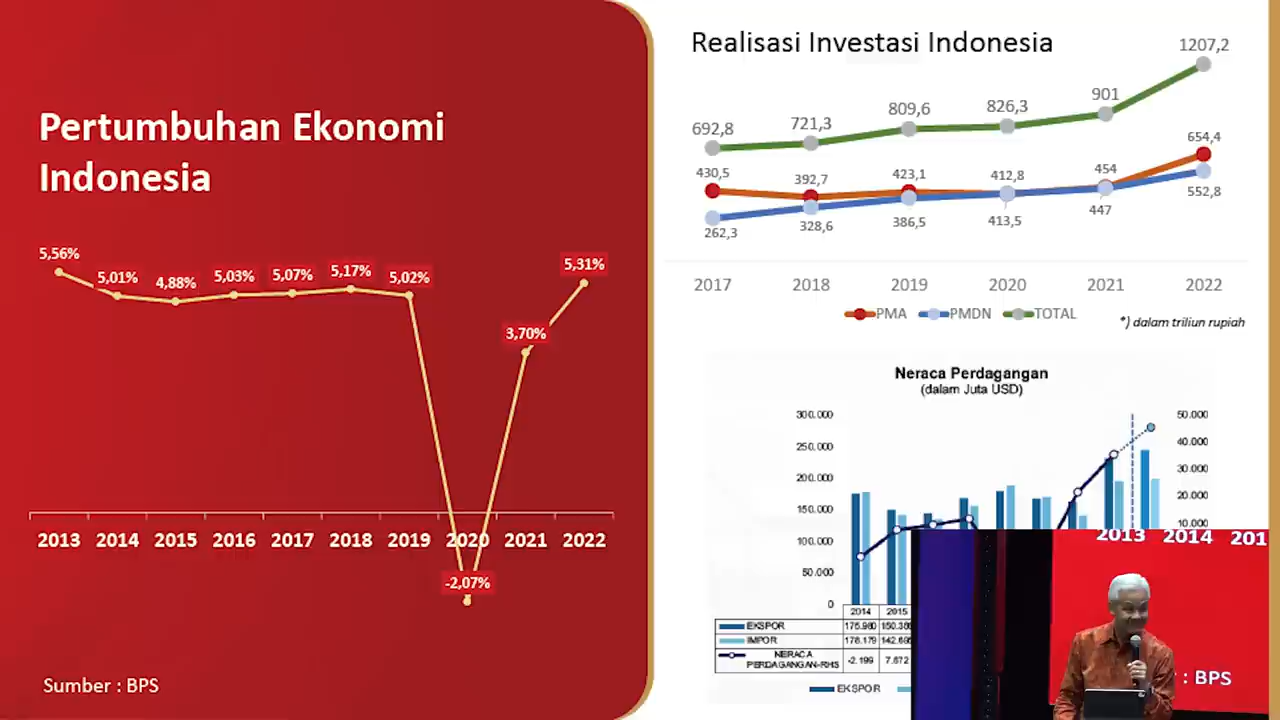 Pertumbuhan Ekonomi
Indonesia
5,56%
5,01%
4,88%
5,03%
5,07%
5,17%
5,02%
-2,07%
3,70%
5,31%
2013 2014 2015 2016 2017 2018 2019 2020 2021 2022
Sumber : BPS
Realisasi Investasi Indonesia
692,8 721,3 809,6 826,3 901 1207,2
430,5 392,7 423,1 412,8 454 654,4
262,3 328,6 386,5 413,5 447 552,8
2017 2018 2019 2020 2021 2022
PMA PMDN TOTAL
*) dalam triliun rupiah
Neraca Perdagangan
(dalam Juta USD)
300.000 50.000
250.000 40.000
200.000 30.000
150.000 20.000
100.000 10.000
50.000
0
2014 2015
EKSPOR 175.980
IMPOR 178.179
NERACA
PERDAGANGAN-RHS -2.199 7.672
EKSPOR
2013 2014 201
: BPS